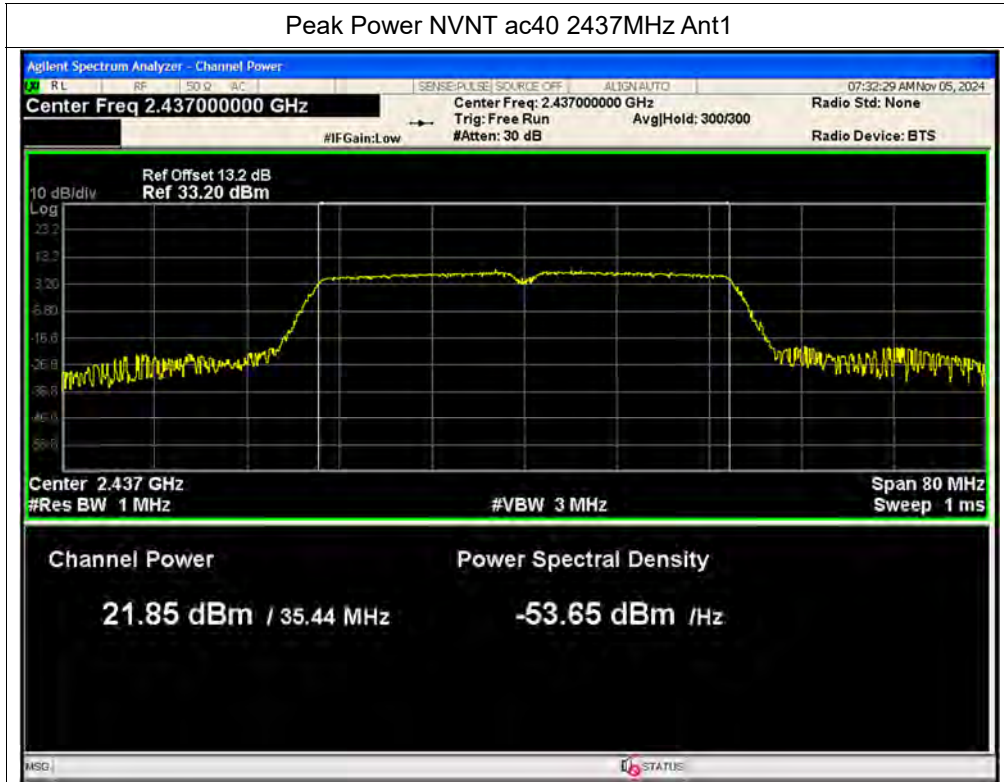 Peak Power NVNT ac40 2437MHz Ant1
Agilent Spectrum Analyzer - Channel Power
LXI RL RF 50 Ω AC SENSE:PULSE SOURCE OFF ALIGNAUTO 07:32:29 AM Nov 05, 2024
Center Freq 2.437000000 GHz Center Freq: 2.437000000 GHz Radio Std: None
Trig: Free Run Avg|Hold: 300/300
#IFGain:Low #Atten: 30 dB Radio Device: BTS
Ref Offset 13.2 dB
10 dB/div Ref 33.20 dBm
Log
23.2
13.2
3.20
-6.80
-16.8
-26.8
-36.8
-46.8
-56.8
Center 2.437 GHz Span 80 MHz
#Res BW 1 MHz #VBW 3 MHz Sweep 1 ms
Channel Power Power Spectral Density
21.85 dBm / 35.44 MHz -53.65 dBm /Hz
MSG STATUS